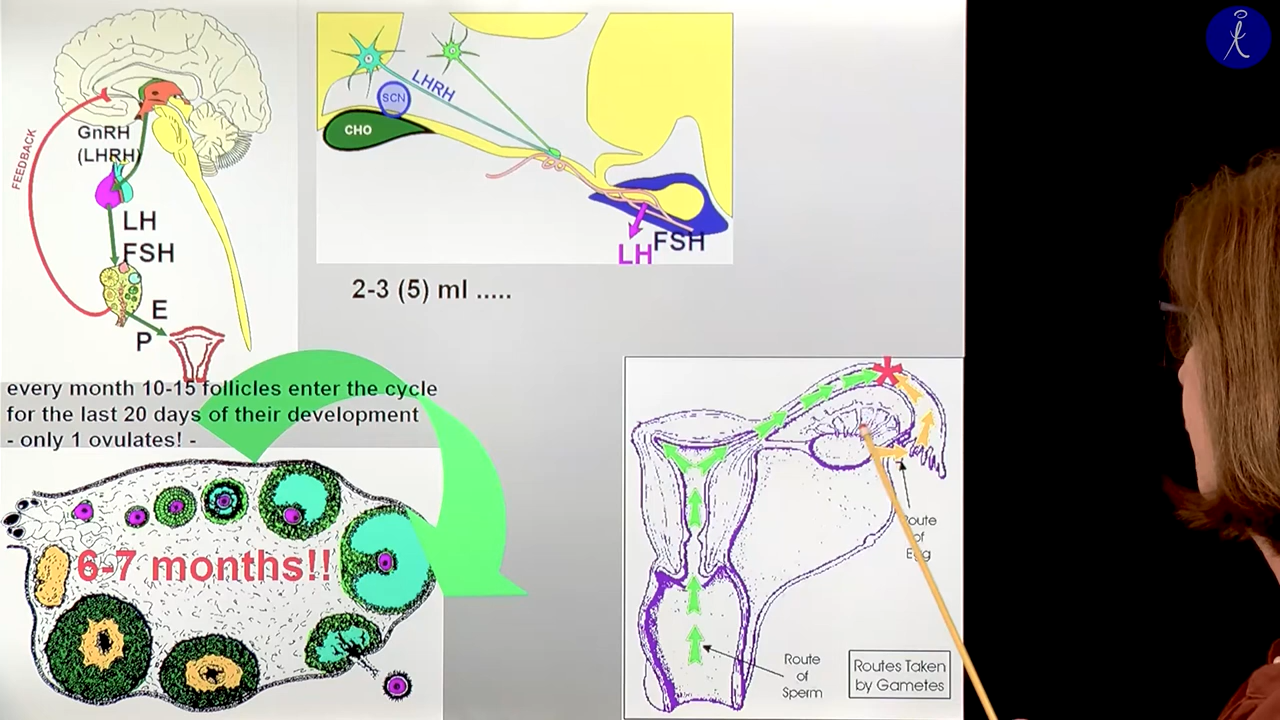 FEEDBACK
GnRH
(LHRH)
LH
FSH
E
P
LHRH
SCN
CHO
LH
FSH
2-3 (5) ml .....
every month 10-15 follicles enter the cycle
for the last 20 days of their development
- only 1 ovulates! -
6-7 months!!
Route
of
Egg
Route
of
Sperm
Routes Taken
by Gametes